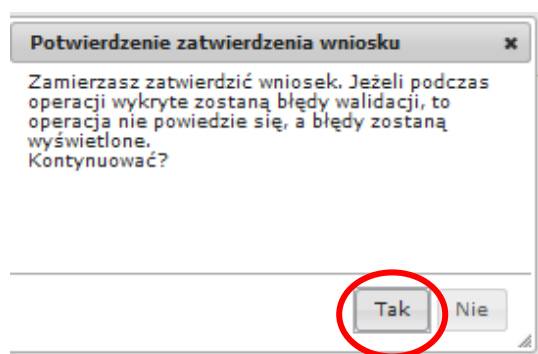 Potwierdzenie zatwierdzenia wniosku
Zamierzasz zatwierdzić wniosek. Jeżeli podczas
operacji wykryte zostaną błędy walidacji, to
operacja nie powiedzie się, a błędy zostaną
wyświetlone.
Kontynuować?
Tak Nie